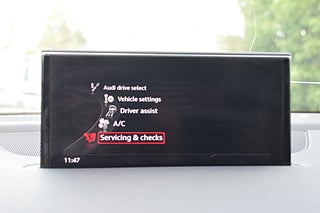 Audi drive select
Vehicle settings
Driver assist
A/C
Servicing & checks
11:47